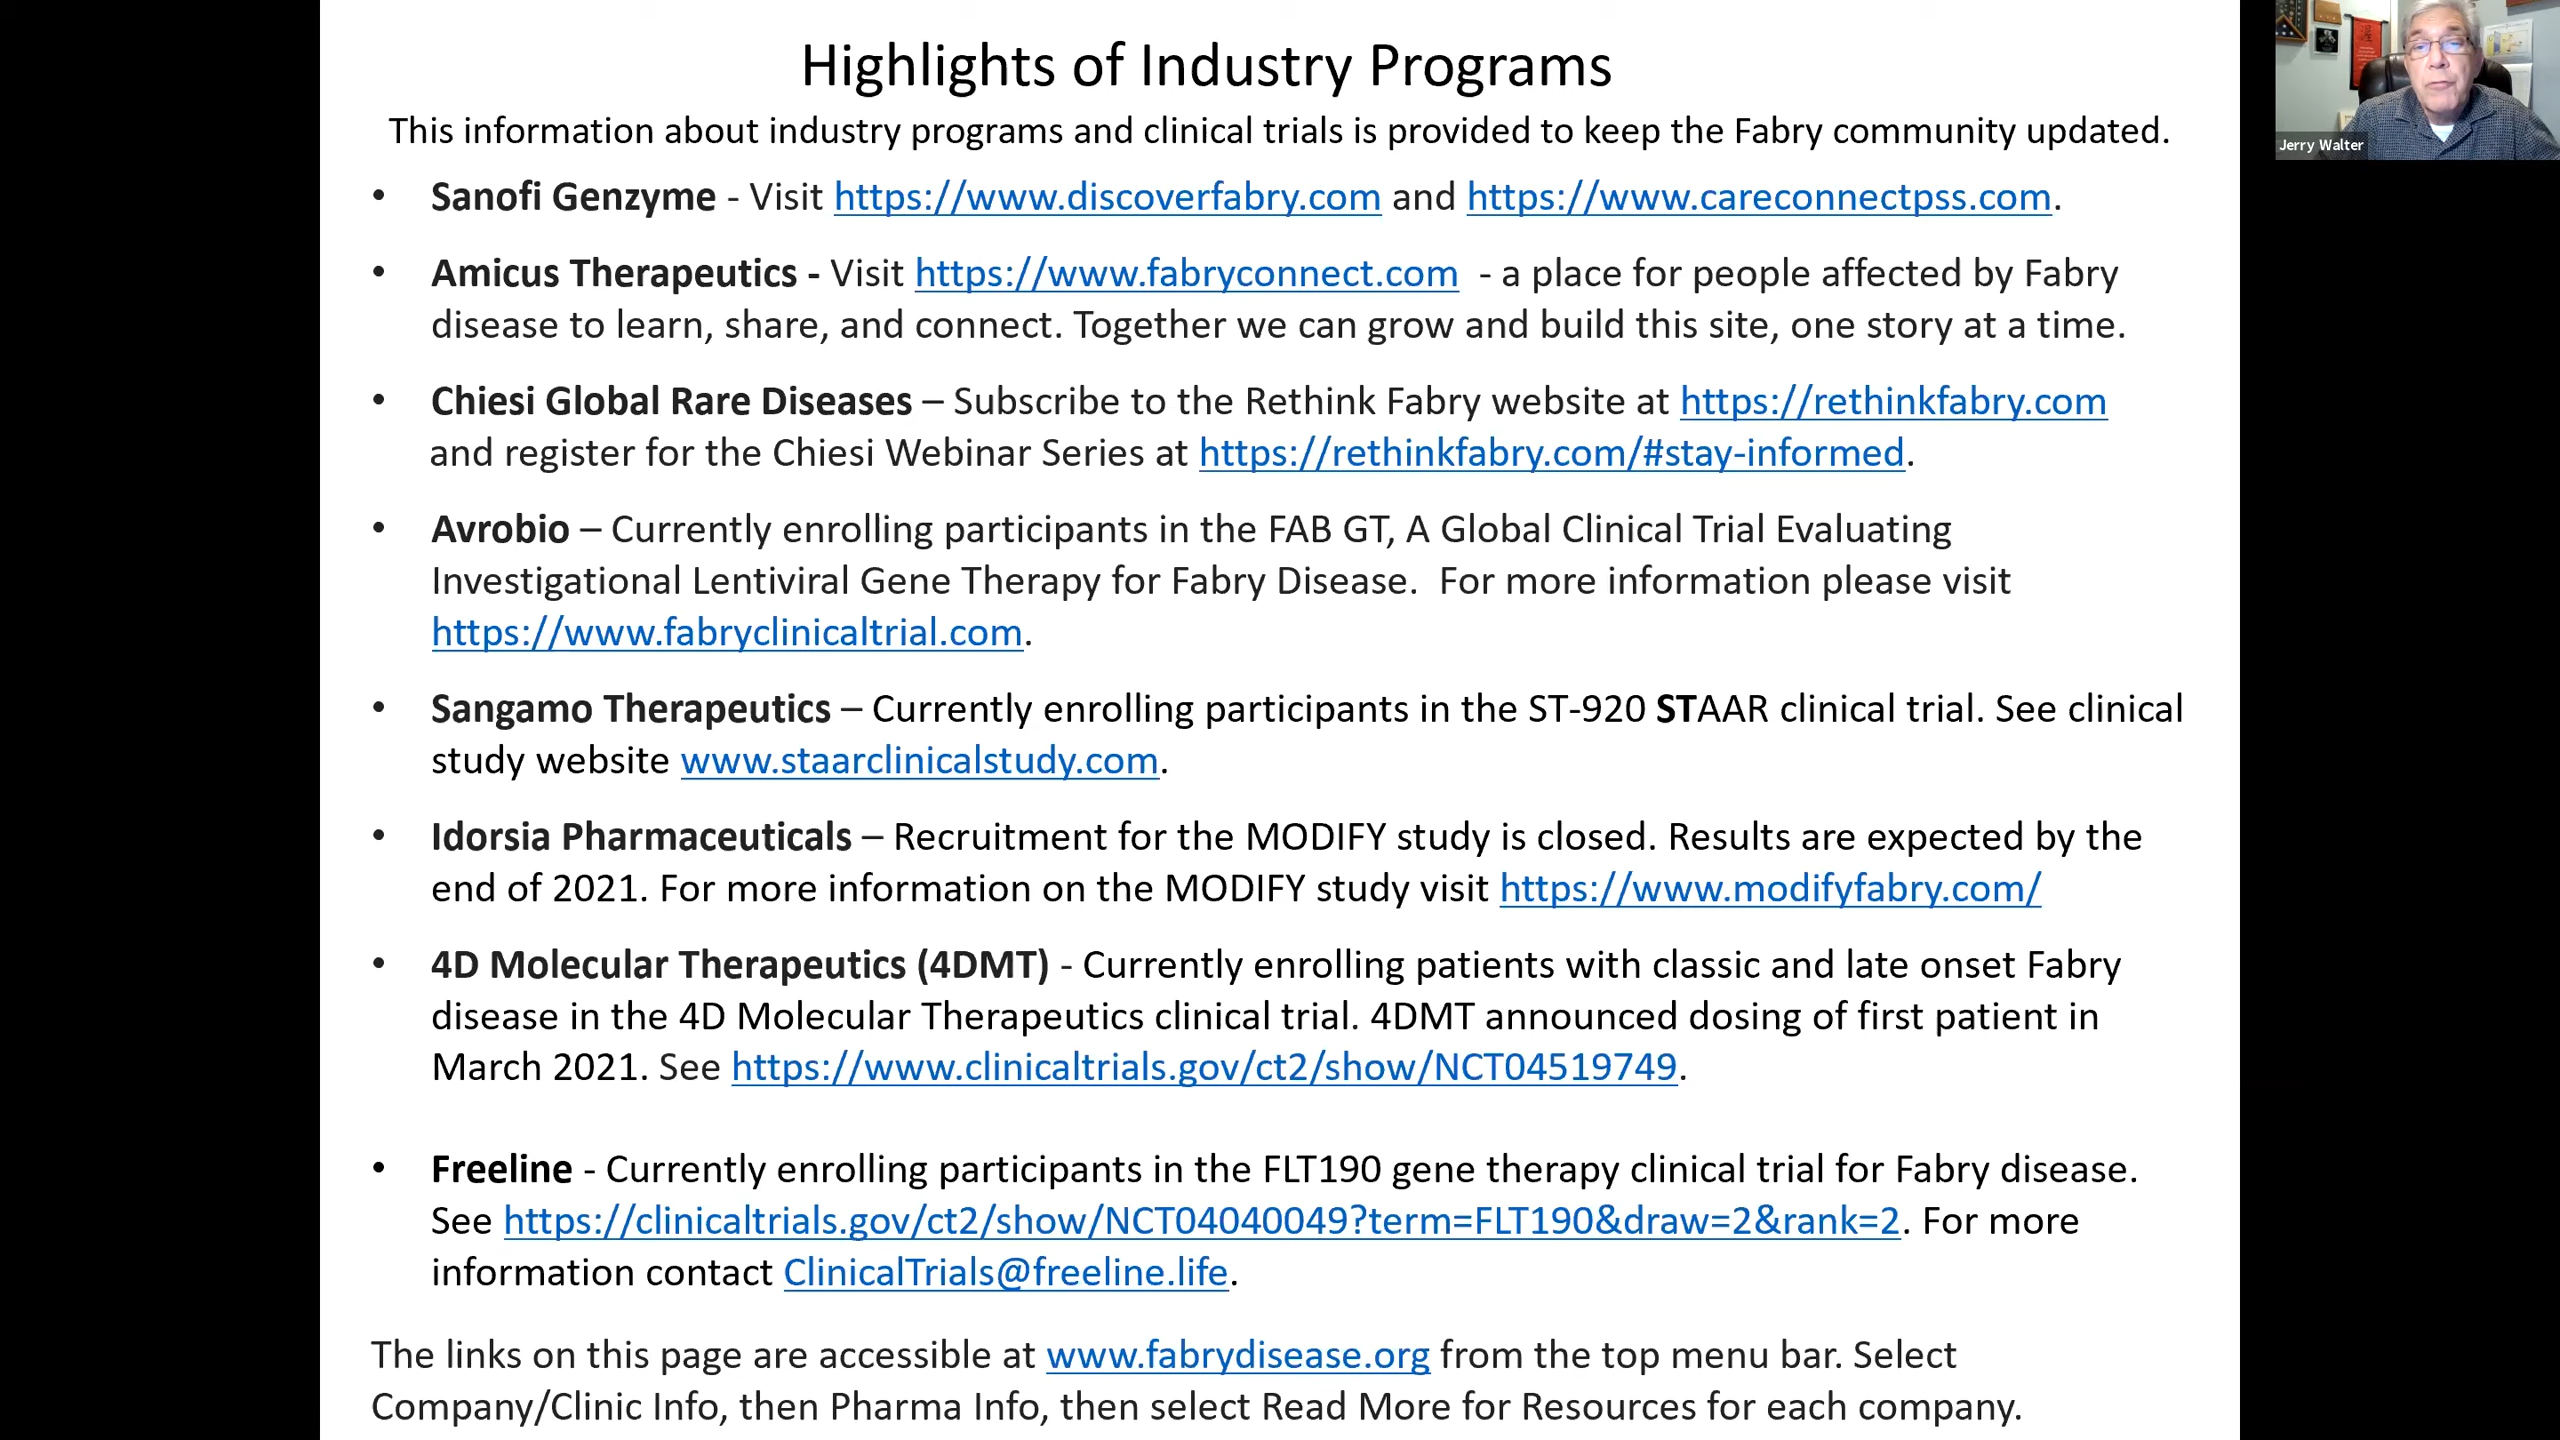 Highlights of Industry Programs
This information about industry programs and clinical trials is provided to keep the Fabry community updated.
• Sanofi Genzyme - Visit https://www.discoverfabry.com and https://www.careconnectpss.com.
• Amicus Therapeutics - Visit https://www.fabryconnect.com - a place for people affected by Fabry
disease to learn, share, and connect. Together we can grow and build this site, one story at a time.
• Chiesi Global Rare Diseases – Subscribe to the Rethink Fabry website at https://rethinkfabry.com
and register for the Chiesi Webinar Series at https://rethinkfabry.com/#stay-informed.
• Avrobio – Currently enrolling participants in the FAB GT, A Global Clinical Trial Evaluating
Investigational Lentiviral Gene Therapy for Fabry Disease.  For more information please visit
https://www.fabryclinicaltrial.com.
• Sangamo Therapeutics – Currently enrolling participants in the ST-920 STAAR clinical trial. See clinical
study website www.staarclinicalstudy.com.
• Idorsia Pharmaceuticals – Recruitment for the MODIFY study is closed. Results are expected by the
end of 2021. For more information on the MODIFY study visit https://www.modifyfabry.com/
• 4D Molecular Therapeutics (4DMT) - Currently enrolling patients with classic and late onset Fabry
disease in the 4D Molecular Therapeutics clinical trial. 4DMT announced dosing of first patient in
March 2021. See https://www.clinicaltrials.gov/ct2/show/NCT04519749.
• Freeline - Currently enrolling participants in the FLT190 gene therapy clinical trial for Fabry disease.
See https://clinicaltrials.gov/ct2/show/NCT04040049?term=FLT190&draw=2&rank=2. For more
information contact ClinicalTrials@freeline.life.
The links on this page are accessible at www.fabrydisease.org from the top menu bar. Select
Company/Clinic Info, then Pharma Info, then select Read More for Resources for each company.
Jerry Walter